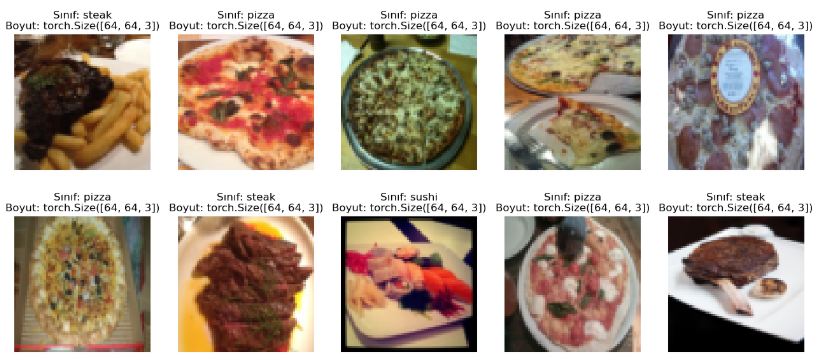 Sınıf: steak
Boyut: torch.Size([64, 64, 3])
Sınıf: pizza
Boyut: torch.Size([64, 64, 3])
Sınıf: pizza
Boyut: torch.Size([64, 64, 3])
Sınıf: pizza
Boyut: torch.Size([64, 64, 3])
Sınıf: pizza
Boyut: torch.Size([64, 64, 3])
Sınıf: pizza
Boyut: torch.Size([64, 64, 3])
Sınıf: steak
Boyut: torch.Size([64, 64, 3])
Sınıf: sushi
Boyut: torch.Size([64, 64, 3])
Sınıf: pizza
Boyut: torch.Size([64, 64, 3])
Sınıf: steak
Boyut: torch.Size([64, 64, 3])